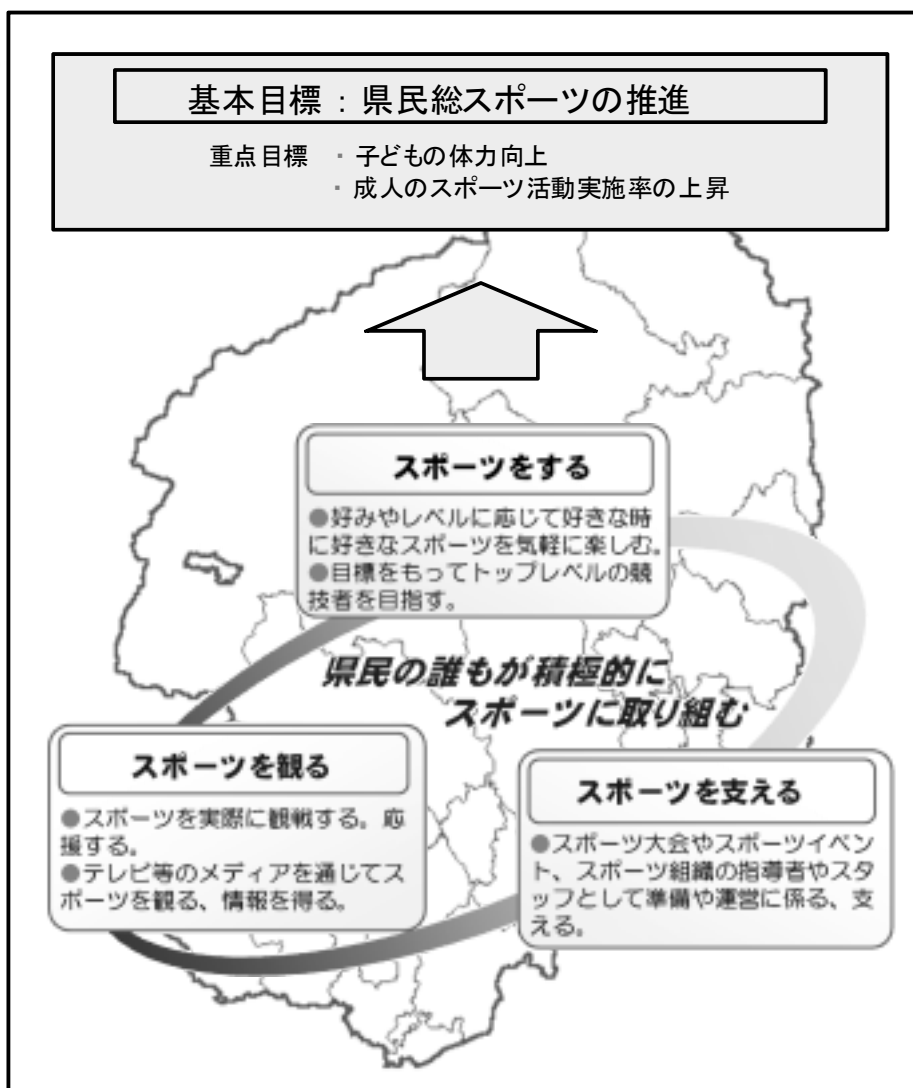 基本目標 : 県民総スポーツの推進
重点目標 ・子どもの体力向上
・成人のスポーツ活動実施率の上昇
スポーツをする
●好みやレベルに応じて好きな時
に好きなスポーツを気軽に楽しむ。
●目標をもってトップレベルの競
技者を目指す。
県民の誰もが積極的に
スポーツに取り組む
スポーツを観る
●スポーツを実際に観戦する。応
援する。
●テレビ等のメディアを通じてス
ポーツを観る、情報を得る。
スポーツを支える
●スポーツ大会やスポーツイベン
ト、スポーツ組織の指導者やスタ
ッフとして準備や運営に係る、支
える。